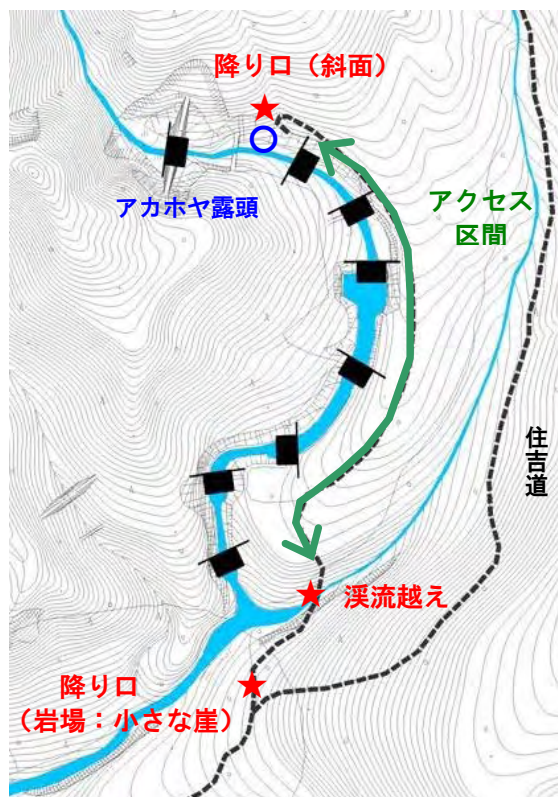 降り口（斜面）
アカホヤ露頭
アクセス
区間
住吉道
渓流越え
降り口
（岩場：小さな崖）